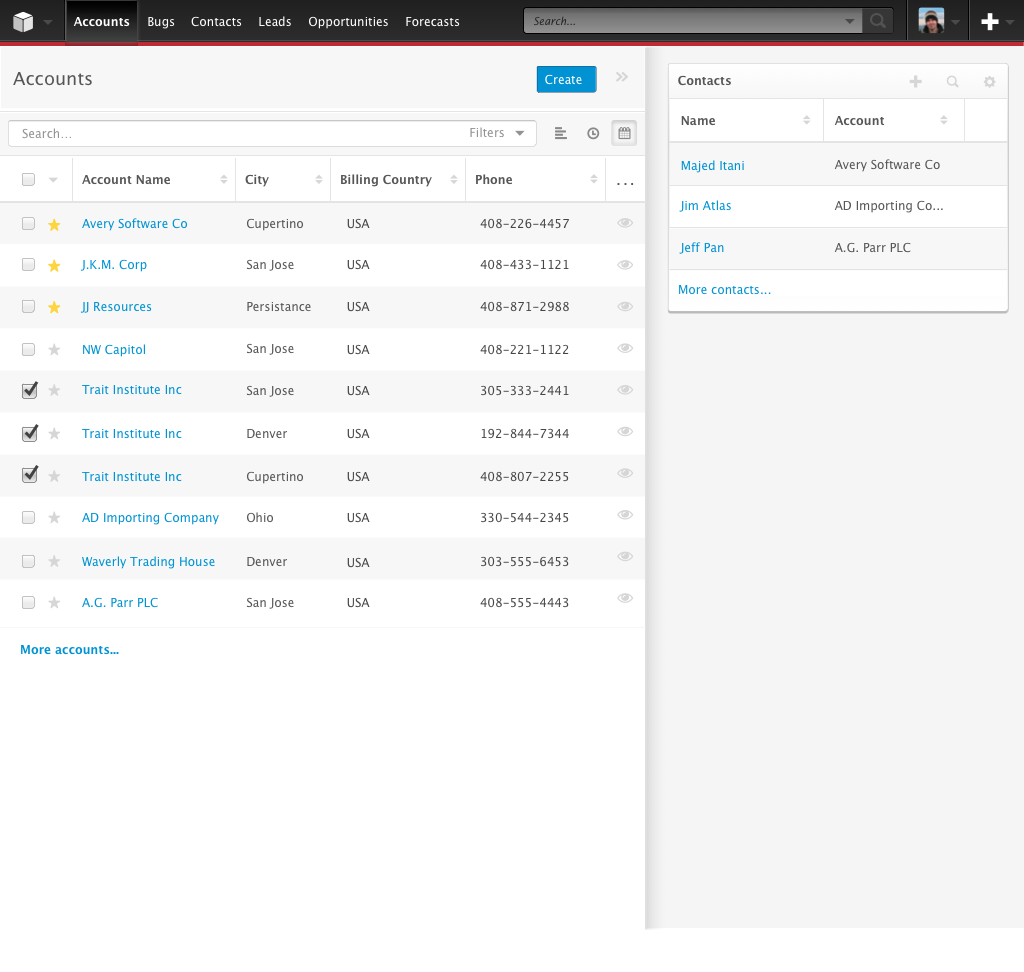 Accounts Bugs Contacts Leads Opportunities Forecasts Search...
Accounts
Create
Search...
Filters
Account Name City Billing Country Phone ...
Avery Software Co Cupertino USA 408-226-4457
J.K.M. Corp San Jose USA 408-433-1121
JJ Resources Persistance USA 408-871-2988
NW Capitol San Jose USA 408-221-1122
Trait Institute Inc San Jose USA 305-333-2441
Trait Institute Inc Denver USA 192-844-7344
Trait Institute Inc Cupertino USA 408-807-2255
AD Importing Company Ohio USA 330-544-2345
Waverly Trading House Denver USA 303-555-6453
A.G. Parr PLC San Jose USA 408-555-4443
More accounts...
Contacts
Name Account
Majed Itani Avery Software Co
Jim Atlas AD Importing Co...
Jeff Pan A.G. Parr PLC
More contacts...